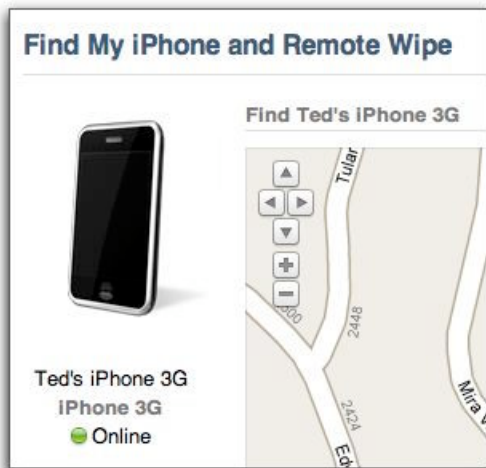 Find My iPhone and Remote Wipe
Find Ted's iPhone 3G
Tular
2448
2424
Mira V
Ted's iPhone 3G
iPhone 3G
Online